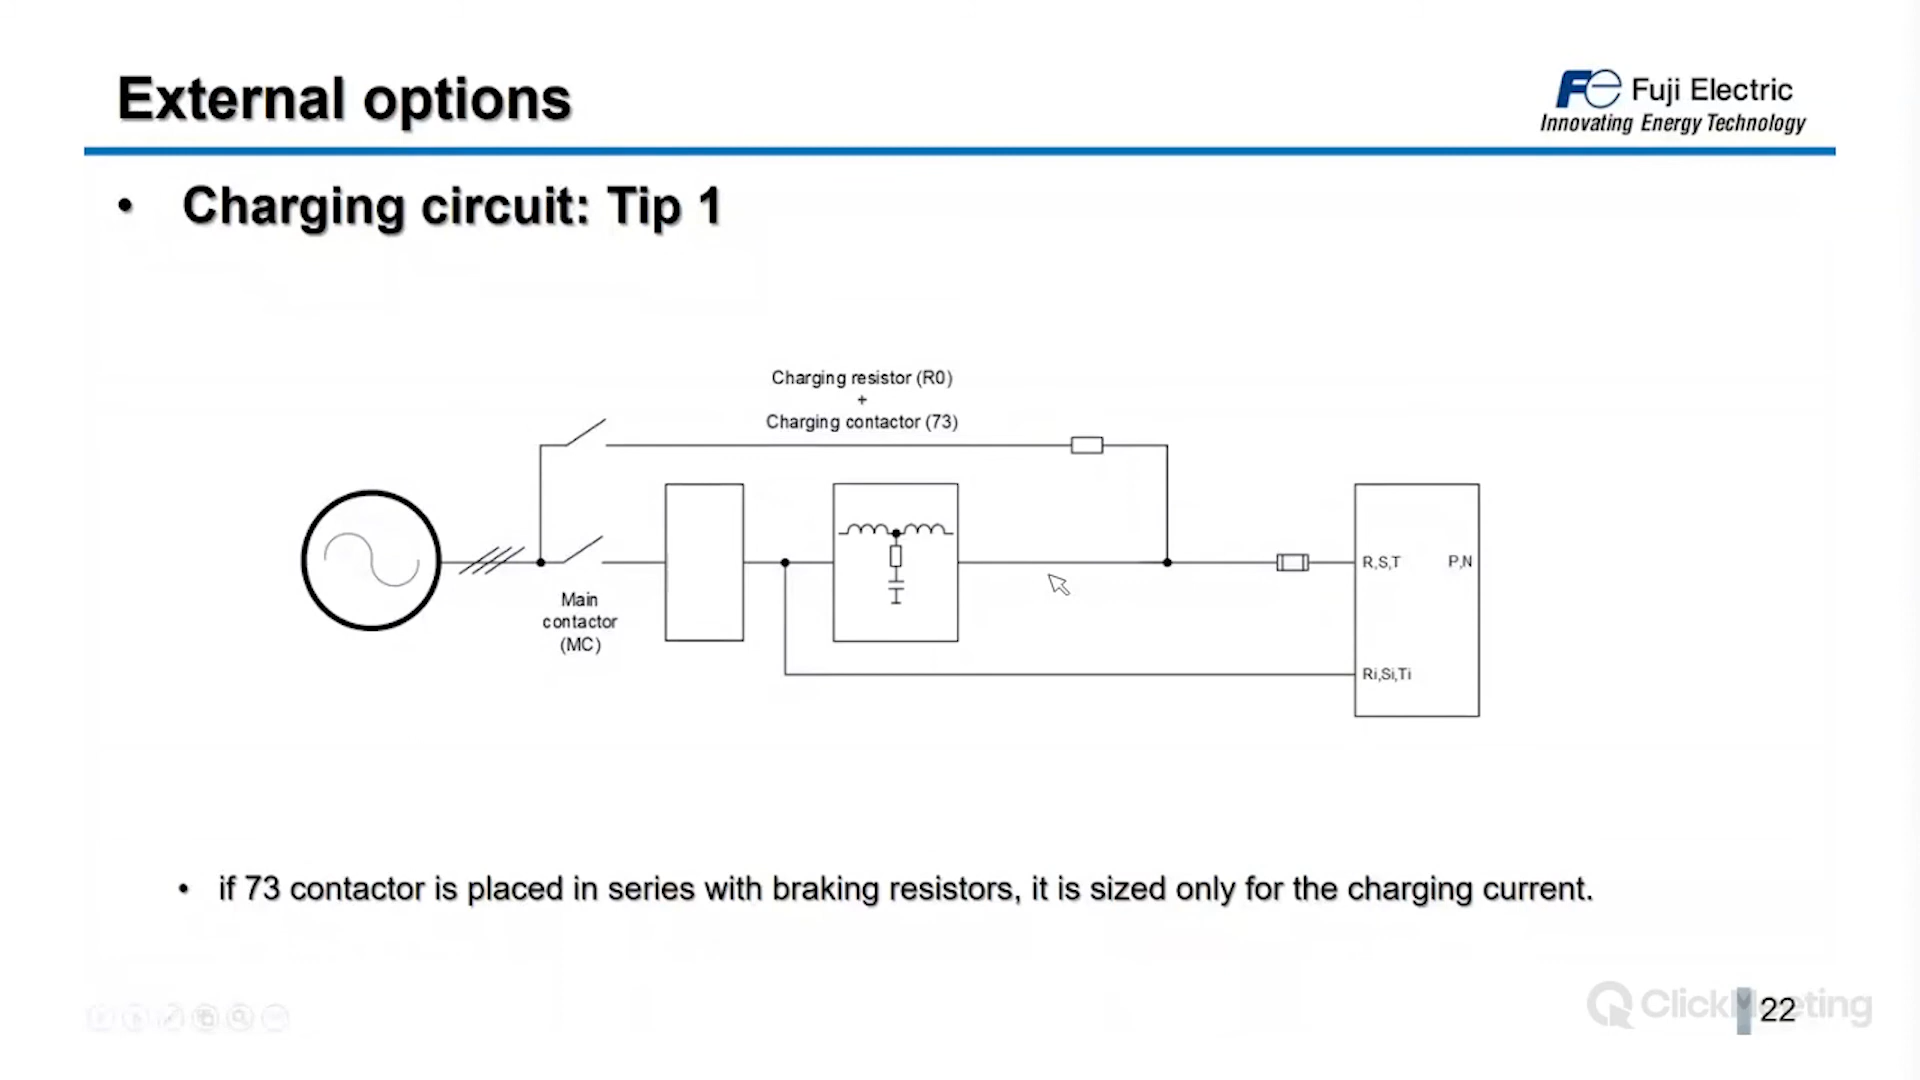 External options
Fuji Electric
Innovating Energy Technology
• Charging circuit: Tip 1
Charging resistor (R0)
+
Charging contactor (73)
Main
contactor
(MC)
R,S,T
P,N
Ri,Si,Ti
• if 73 contactor is placed in series with braking resistors, it is sized only for the charging current.
ClickMeeting
22